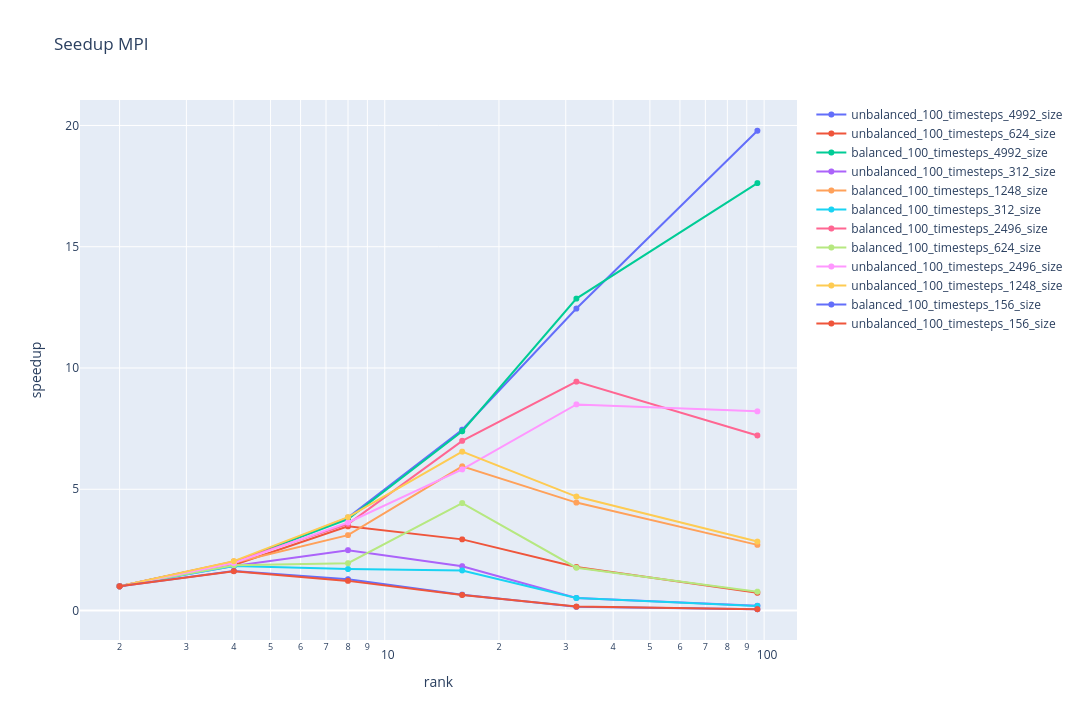 Seedup MPI
20
15
10
5
0
speedup
2 3 4 5 6 7 8 9 10 2 3 4 5 6 7 8 9 100
rank
unbalanced_100_timesteps_4992_size
unbalanced_100_timesteps_624_size
balanced_100_timesteps_4992_size
unbalanced_100_timesteps_312_size
balanced_100_timesteps_1248_size
balanced_100_timesteps_312_size
balanced_100_timesteps_2496_size
balanced_100_timesteps_624_size
unbalanced_100_timesteps_2496_size
unbalanced_100_timesteps_1248_size
balanced_100_timesteps_156_size
unbalanced_100_timesteps_156_size